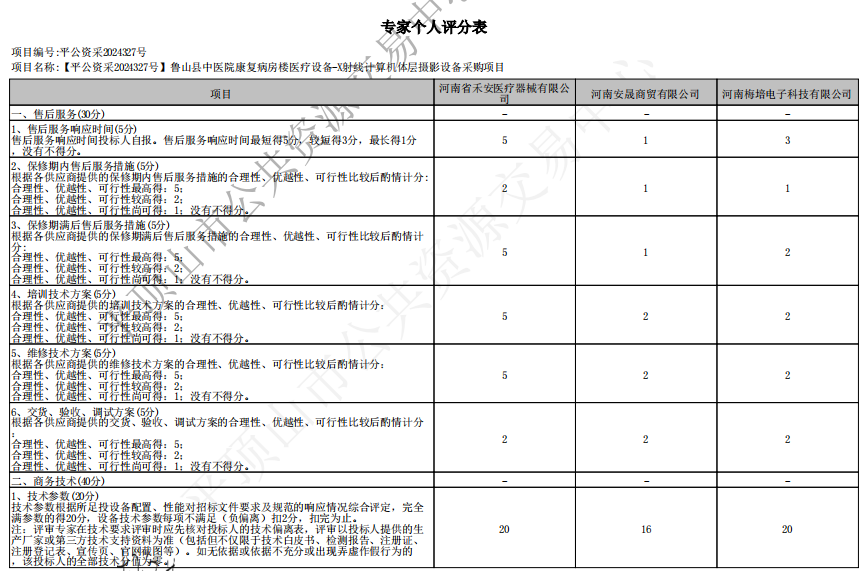 专家个人评分表
项目编号:平公资采2024327号
项目名称:【平公资采2024327号】鲁山县中医院康复病房楼医疗设备-X射线计算机体层摄影设备采购项目
项目 河南省禾安医疗器械有限公司 河南安晟商贸有限公司 河南梅培电子科技有限公司
一、售后服务(30分) - - -
1、售后服务响应时间(5分)
售后服务响应时间投标人自报。售后服务响应时间最短得5分，较短得3分，最长得1分
，没有不得分。
5 1 3
2、保修期内售后服务措施(5分)
根据各供应商提供的保修期内售后服务措施的合理性、优越性、可行性比较后酌情计分:
合理性、优越性、可行性最高得：5；
合理性、优越性、可行性较高得：2；
合理性、优越性、可行性尚可得：1；没有不得分。
2 1 1
3、保修期满后售后服务措施(5分)
根据各供应商提供的保修期满后售后服务措施的合理性、优越性、可行性比较后酌情计
分:
合理性、优越性、可行性最高得：5；
合理性、优越性、可行性较高得：2；
合理性、优越性、可行性尚可得：1；没有不得分。
5 1 2
4、培训技术方案(5分)
根据各供应商提供的培训技术方案的合理性、优越性、可行性比较后酌情计分:
合理性、优越性、可行性最高得：5；
合理性、优越性、可行性较高得：2；
合理性、优越性、可行性尚可得：1；没有不得分。
5 2 2
5、维修技术方案(5分)
根据各供应商提供的维修技术方案的合理性、优越性、可行性比较后酌情计分:
合理性、优越性、可行性最高得：5；
合理性、优越性、可行性较高得：2；
合理性、优越性、可行性尚可得：1；没有不得分。
5 2 2
6、交货、验收、调试方案(5分)
根据各供应商提供的交货、验收、调试方案的合理性、优越性、可行性比较后酌情计分
:
合理性、优越性、可行性最高得：5；
合理性、优越性、可行性较高得：2；
合理性、优越性、可行性尚可得：1；没有不得分。
2 2 2
二、商务技术(40分) - - -
1、技术参数(20分)
技术参数根据所足投设备配置、性能对招标文件要求及规范的响应情况综合评定，完全
满参数的得20分，设备技术参数每项不满足（负偏离）扣2分，扣完为止。
注：评审专家在技术要求评审时应先核对投标人的技术偏离表，评审以投标人提供的生
产厂家或第三方技术支持资料为准（包括但不仅限于技术白皮书、检测报告、注册证、
注册登记表、宣传页、官网截图等）。如无依据或依据不充分或出现弄虚作假行为的
，该投标人的全部技术分值为零。
20 16 20
平顶山市公共资源交易中心
平顶山市公共资源交易中心